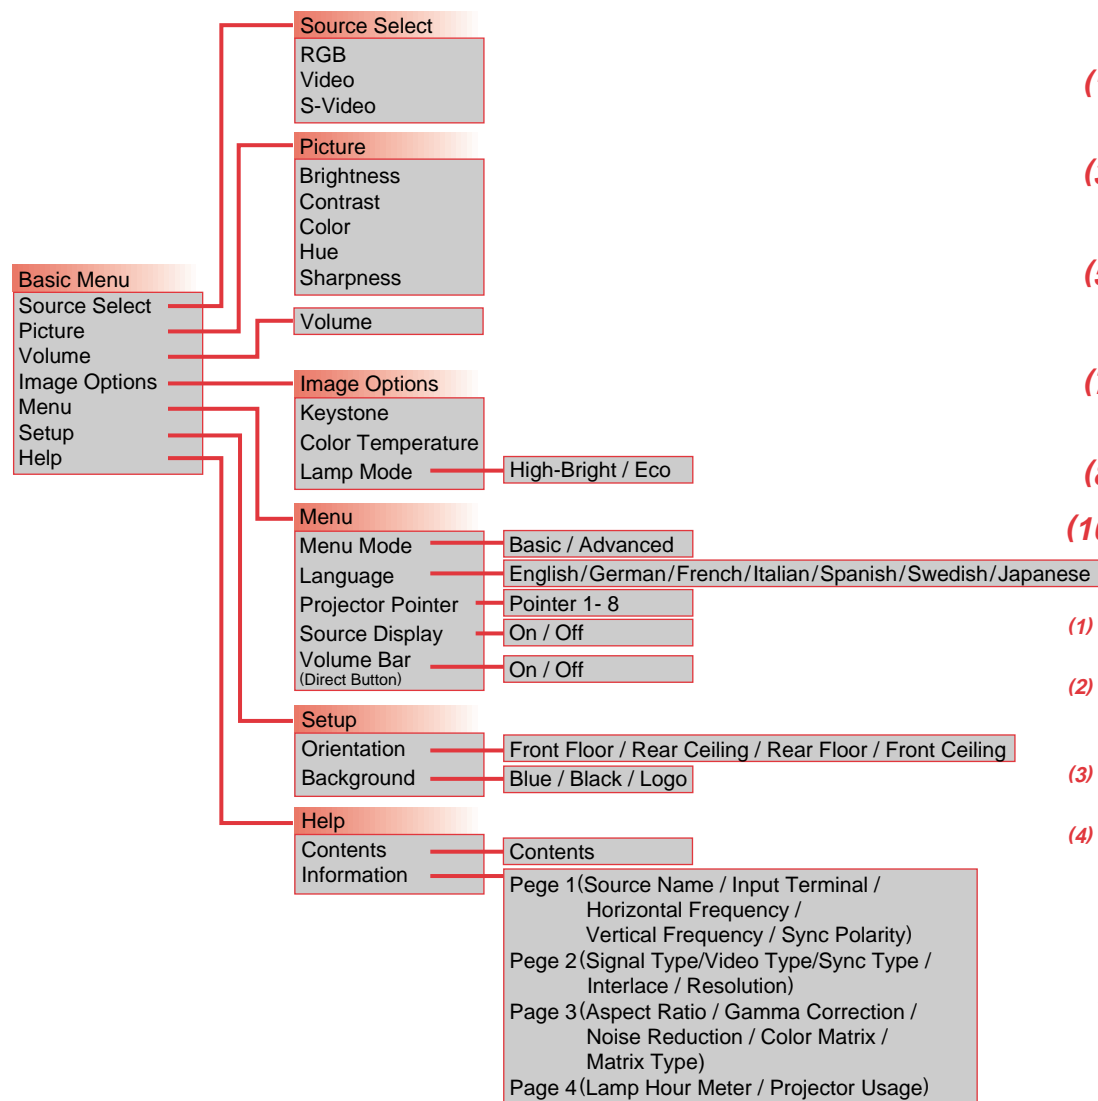 Basic Menu
Source Select
Picture
Volume
Image Options
Menu
Setup
Help
Source Select
RGB
Video
S-Video
Picture
Brightness
Contrast
Color
Hue
Sharpness
Volume
Image Options
Keystone
Color Temperature
Lamp Mode
High-Bright / Eco
Menu
Menu Mode
Basic / Advanced
Language
English/German/French/Italian/Spanish/Swedish/Japanese
Projector Pointer
Pointer 1- 8
Source Display
On / Off
Volume Bar
(Direct Button)
On / Off
Setup
Orientation
Front Floor / Rear Ceiling / Rear Floor / Front Ceiling
Background
Blue / Black / Logo
Help
Contents
Contents
Information
Pege 1(Source Name / Input Terminal /
Horizontal Frequency /
Vertical Frequency / Sync Polarity)
Pege 2(Signal Type/Video Type/Sync Type /
Interlace / Resolution)
Page 3(Aspect Ratio / Gamma Correction /
Noise Reduction / Color Matrix /
Matrix Type)
Page 4(Lamp Hour Meter / Projector Usage)
(1)
(2)
(3)
(4)